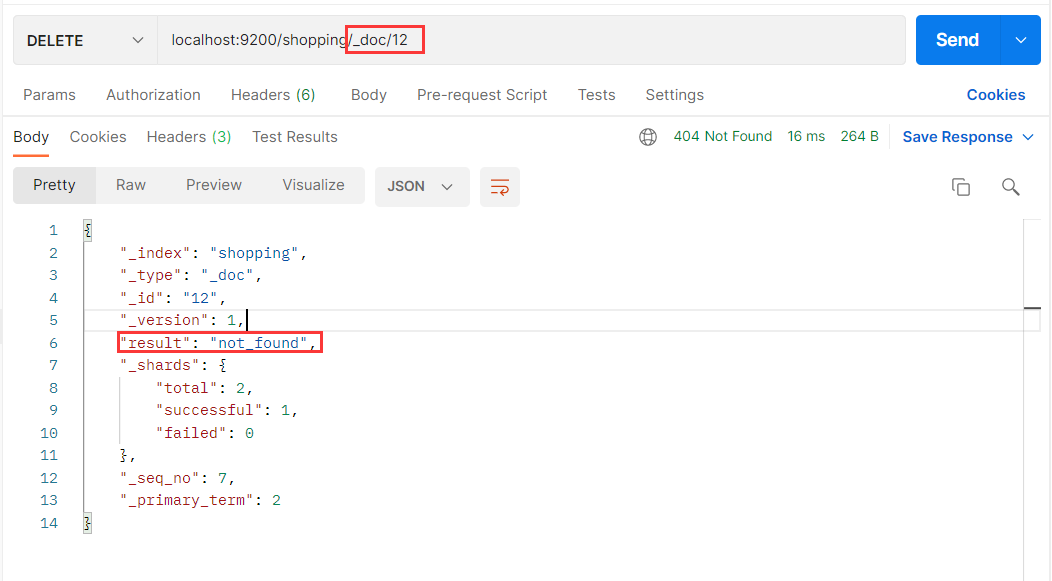 DELETE localhost:9200/shopping/_doc/12 Send
Params Authorization Headers (6) Body Pre-request Script Tests Settings Cookies
Body Cookies Headers (3) Test Results 404 Not Found 16 ms 264 B Save Response
Pretty Raw Preview Visualize JSON
1 {
2 "_index": "shopping",
3 "_type": "_doc",
4 "_id": "12",
5 "_version": 1,
6 "result": "not_found",
7 "_shards": {
8 "total": 2,
9 "successful": 1,
10 "failed": 0
11 },
12 "_seq_no": 7,
13 "_primary_term": 2
14 }